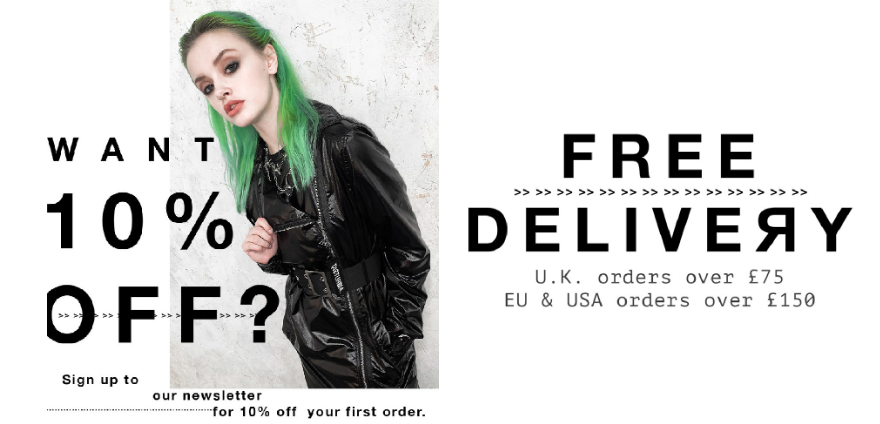 WANT
10%
OFF?
>> >> >> >> >> >> >> >> >> >>
Sign up to
our newsletter
for 10% off your first order.
FREE
>> >> >> >> >> >> >> >> >> >> >> >> >> >>
DELIVEЯY
U.K. orders over £75
EU & USA orders over £150